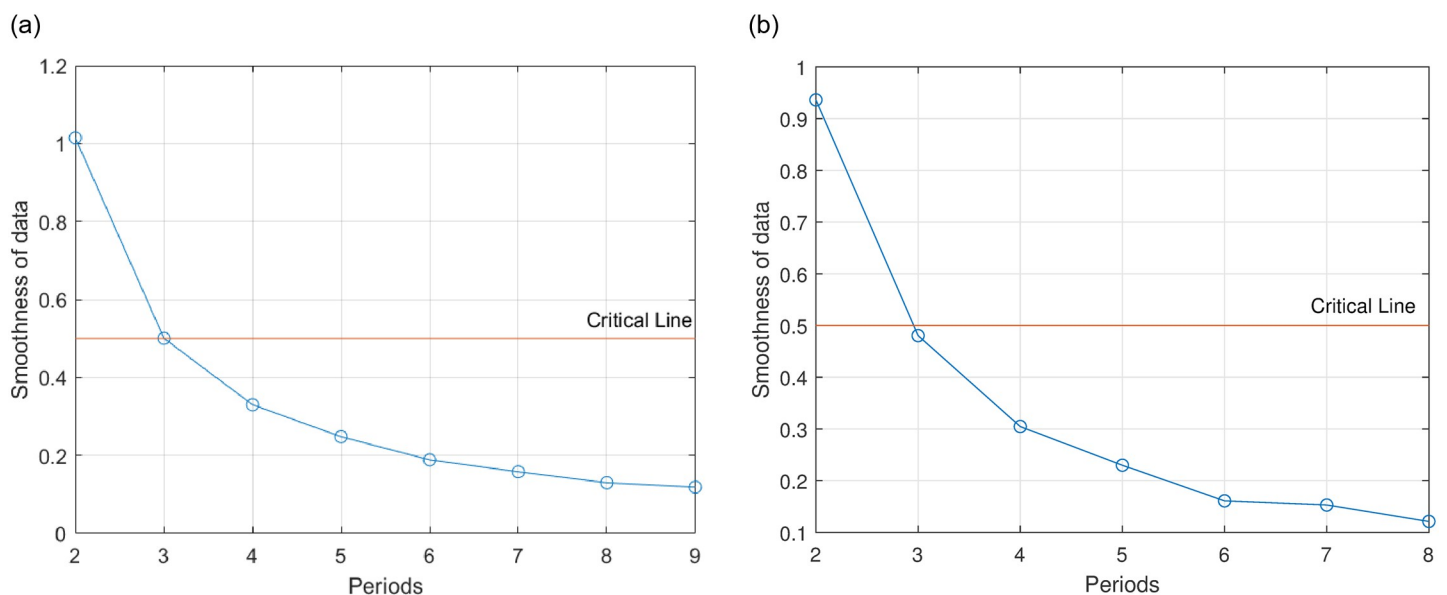 (a)
1.2
1
0.8
0.6
0.4
0.2
0
Smoothness of data
Critical Line
2 3 4 5 6 7 8 9
Periods
(b)
1
0.9
0.8
0.7
0.6
0.5
0.4
0.3
0.2
0.1
Smoothness of data
Critical Line
2 3 4 5 6 7 8
Periods